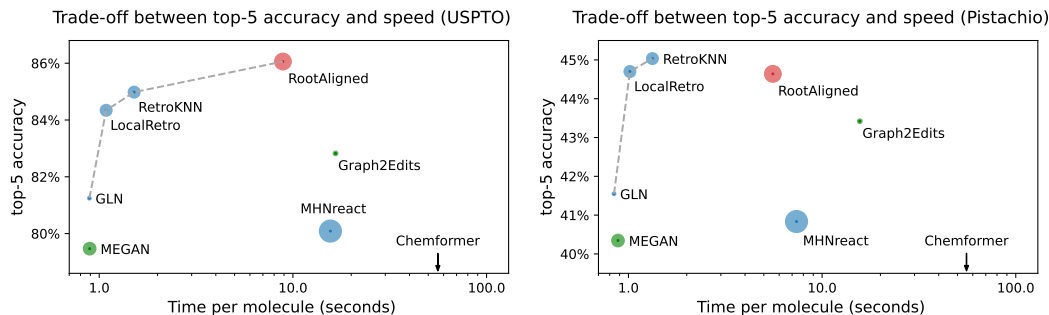 Trade-off between top-5 accuracy and speed (USPTO)
86%
84%
82%
80%
top-5 accuracy
RootAligned
RetroKNN
LocalRetro
Graph2Edits
GLN
MHNreact
MEGAN
Chemformer
1.0
10.0
100.0
Time per molecule (seconds)
Trade-off between top-5 accuracy and speed (Pistachio)
45%
44%
43%
42%
41%
40%
top-5 accuracy
RetroKNN
LocalRetro
RootAligned
Graph2Edits
GLN
MEGAN
MHNreact
Chemformer
1.0
10.0
100.0
Time per molecule (seconds)